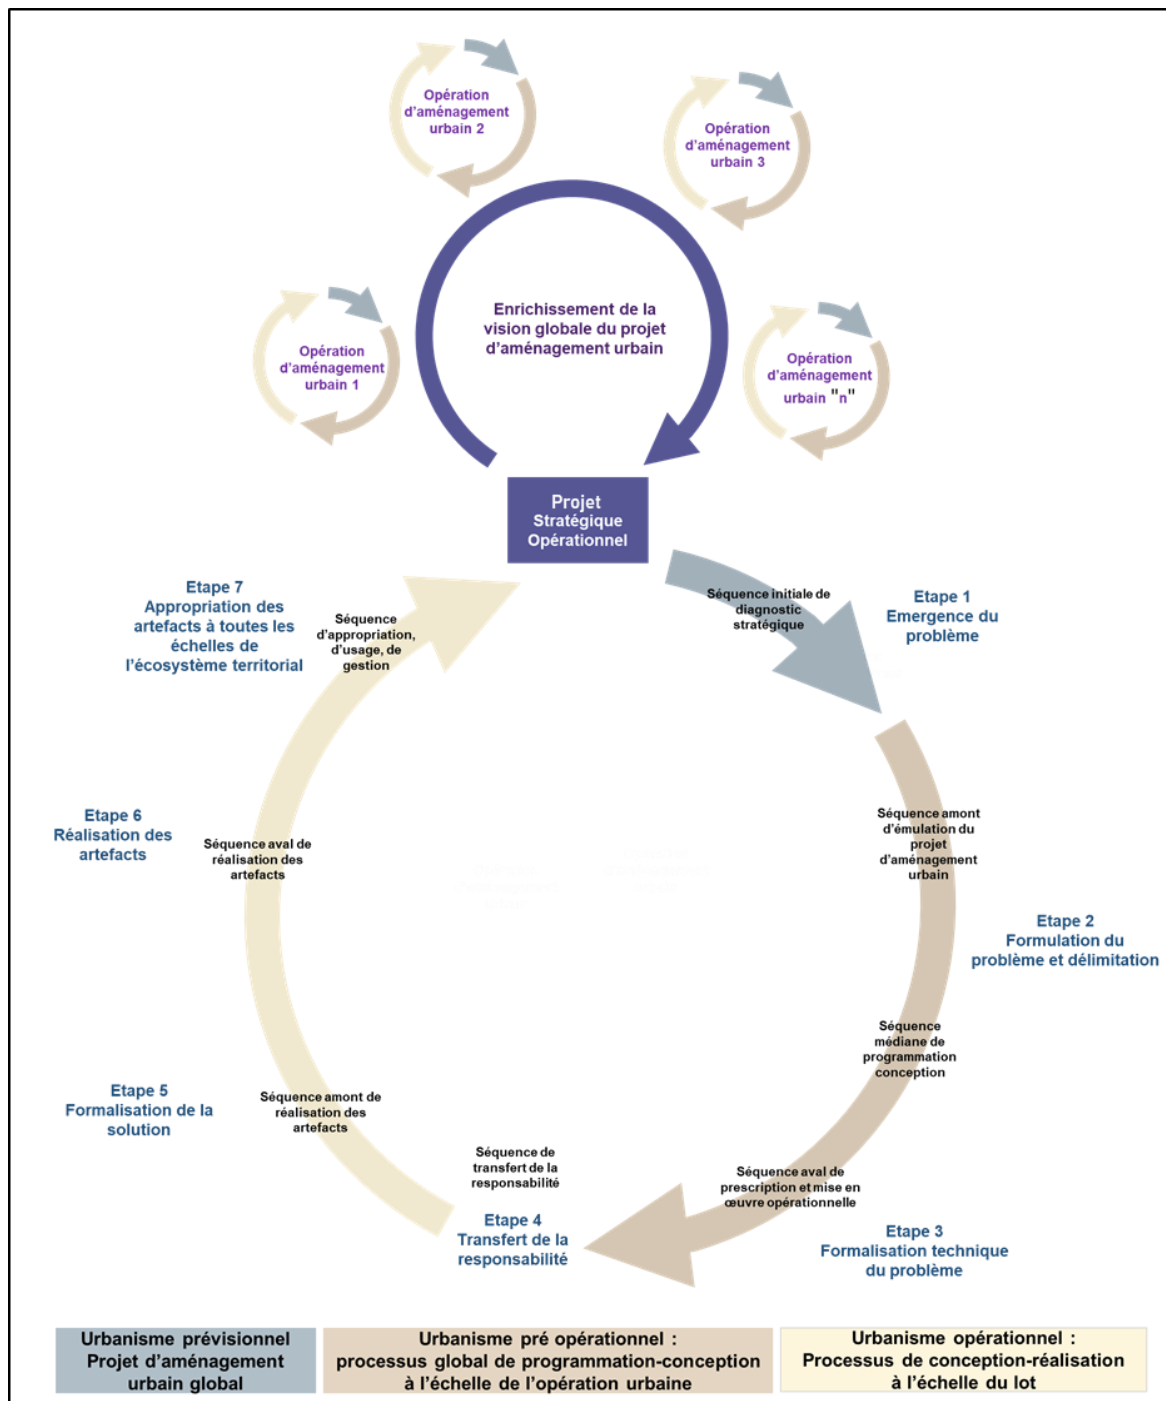 Opération
d'aménagement
urbain 2
Opération
d'aménagement
urbain 3
Enrichissement de la
vision globale du projet
d'aménagement urbain
Opération
d'aménagement
urbain 1
Opération
d'aménagement
urbain "n"
Projet
Stratégique
Opérationnel
Séquence initiale de
diagnostic
stratégique
Etape 1
Emergence du
problème
Etape 7
Appropriation des
artefacts à toutes les
échelles de
l'écosystème territorial
Séquence
d'appropriation,
d'usage, de
gestion
Séquence amont
d'émulation du
projet
d'aménagement
urbain
Etape 6
Réalisation des
artefacts
Séquence aval de
réalisation des
artefacts
Etape 2
Formulation du
problème et délimitation
Séquence
médiane de
programmation
conception
Etape 5
Formalisation de la
solution
Séquence amont de
réalisation des
artefacts
Séquence de
transfert de la
responsabilité
Etape 4
Transfert de la
responsabilité
Séquence aval de
prescription et mise en
œuvre opérationnelle
Etape 3
Formalisation technique
du problème
Urbanisme prévisionnel
Projet d'aménagement
urbain global
Urbanisme pré opérationnel :
processus global de programmation-conception
à l'échelle de l'opération urbaine
Urbanisme opérationnel :
Processus de conception-réalisation
à l'échelle du lot